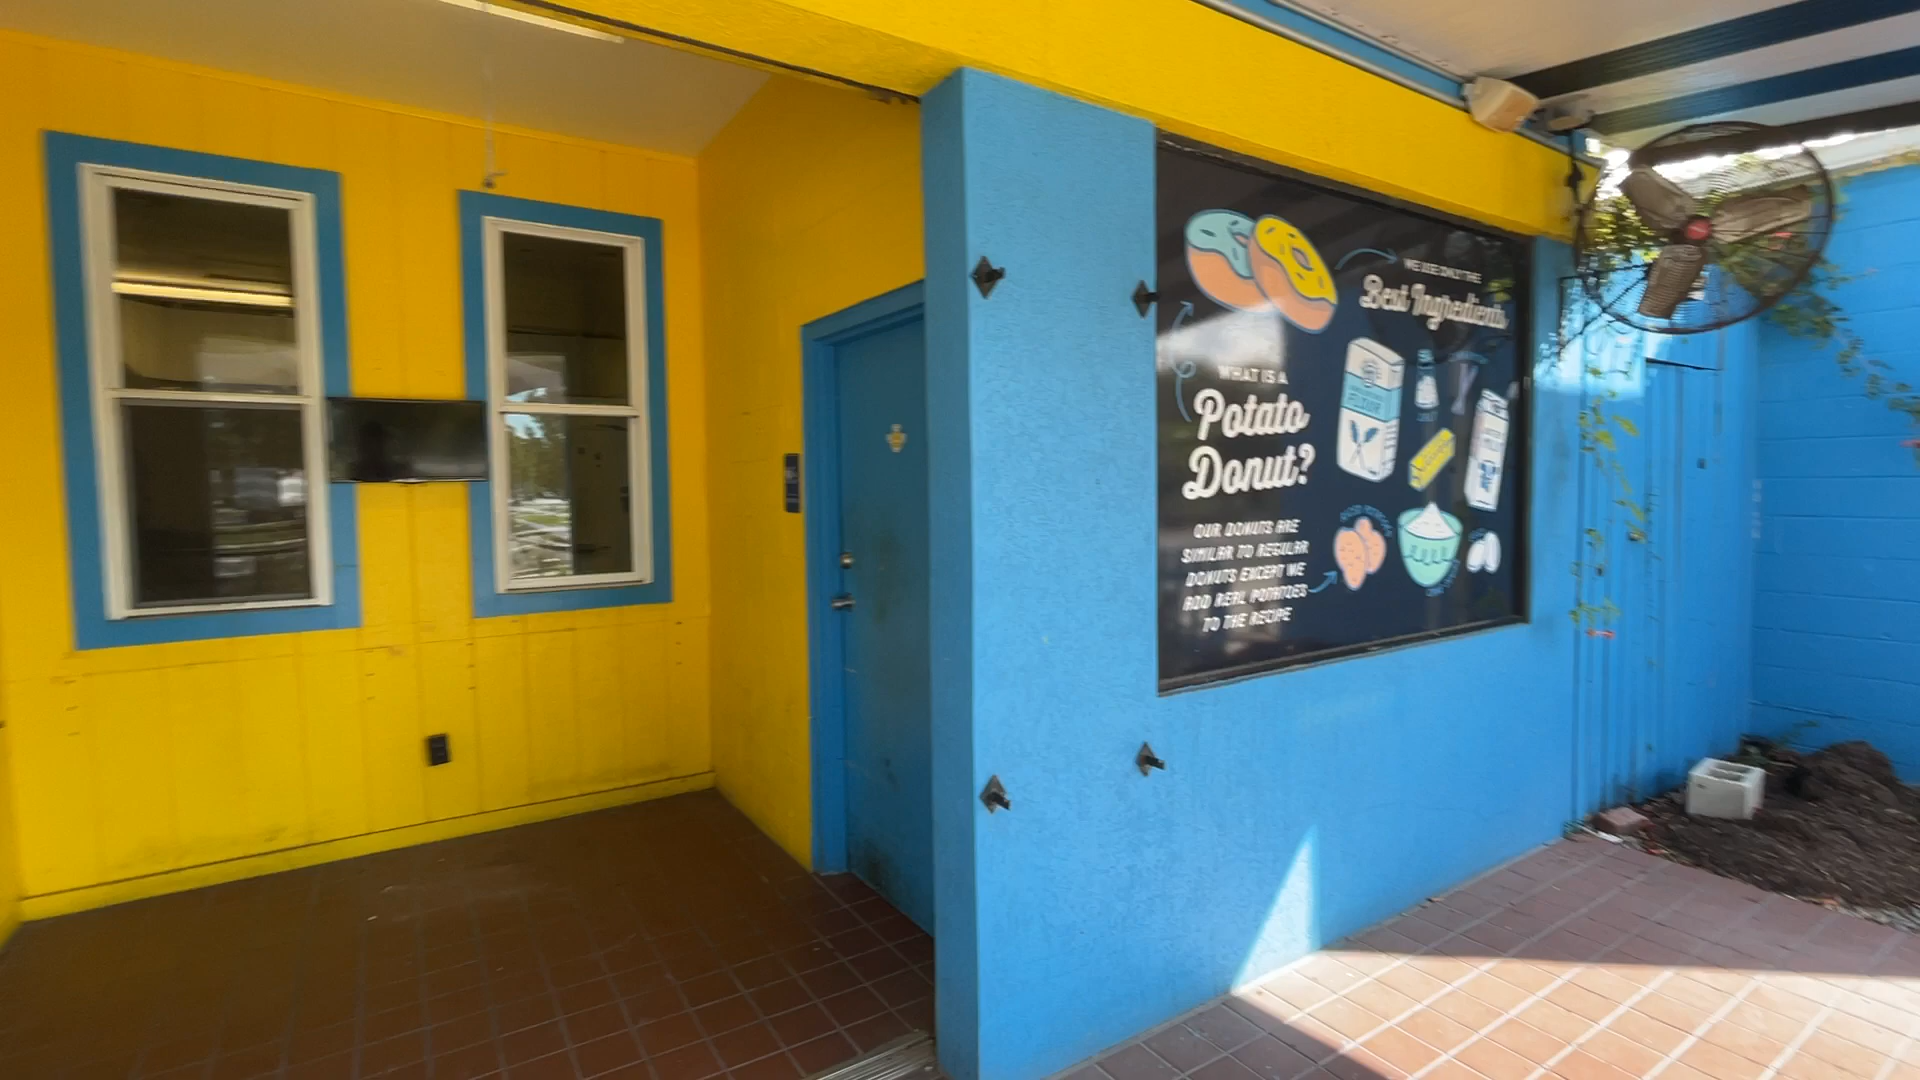 WE USE ONLY THE
Best Ingredients
WHAT IS A
Potato
Donut?
OUR DONUTS ARE
SIMILAR TO REGULAR
DONUTS EXCEPT WE
ADD REAL POTATOES
TO THE RECIPE
FLOUR